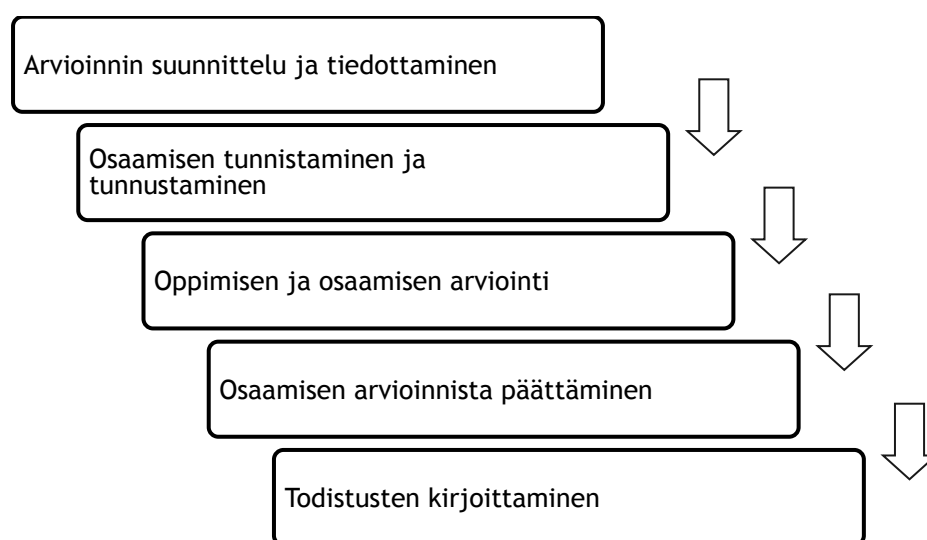 Arvioinnin suunnittelu ja tiedottaminen
Osaamisen tunnistaminen ja
tunnustaminen
Oppimisen ja osaamisen arviointi
Osaamisen arvioinnista päättäminen
Todistusten kirjoittaminen